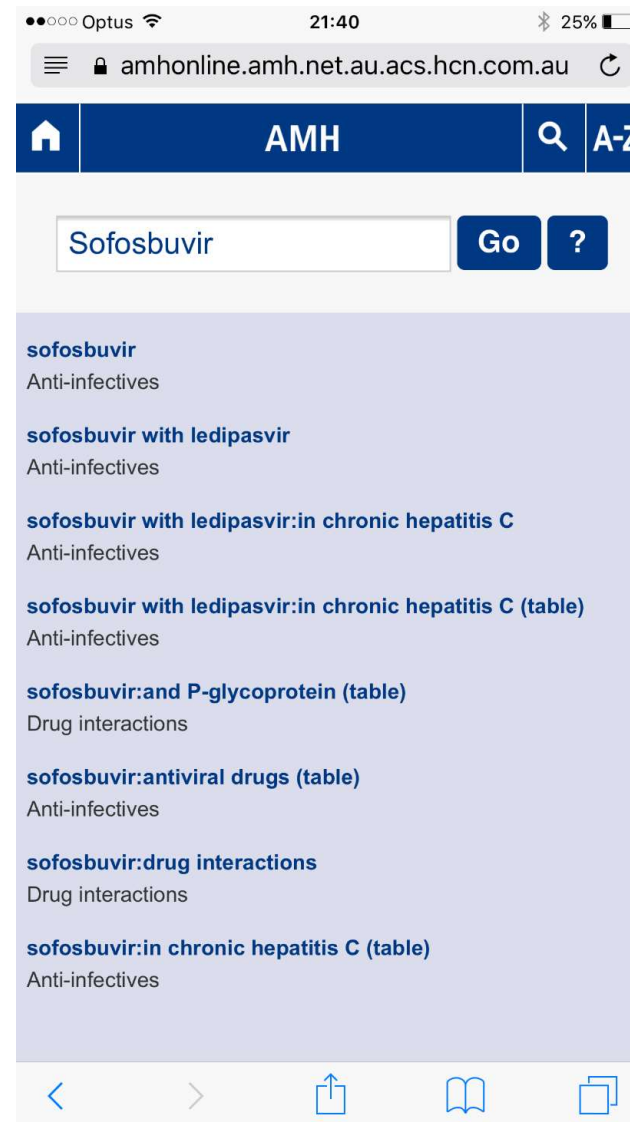 Optus 21:40 25%
amhonline.amh.net.au.acs.hcn.com.au
AMH A-Z
Sofosbuvir Go ?
sofosbuvir
Anti-infectives
sofosbuvir with ledipasvir
Anti-infectives
sofosbuvir with ledipasvir:in chronic hepatitis C
Anti-infectives
sofosbuvir with ledipasvir:in chronic hepatitis C (table)
Anti-infectives
sofosbuvir:and P-glycoprotein (table)
Drug interactions
sofosbuvir:antiviral drugs (table)
Anti-infectives
sofosbuvir:drug interactions
Drug interactions
sofosbuvir:in chronic hepatitis C (table)
Anti-infectives